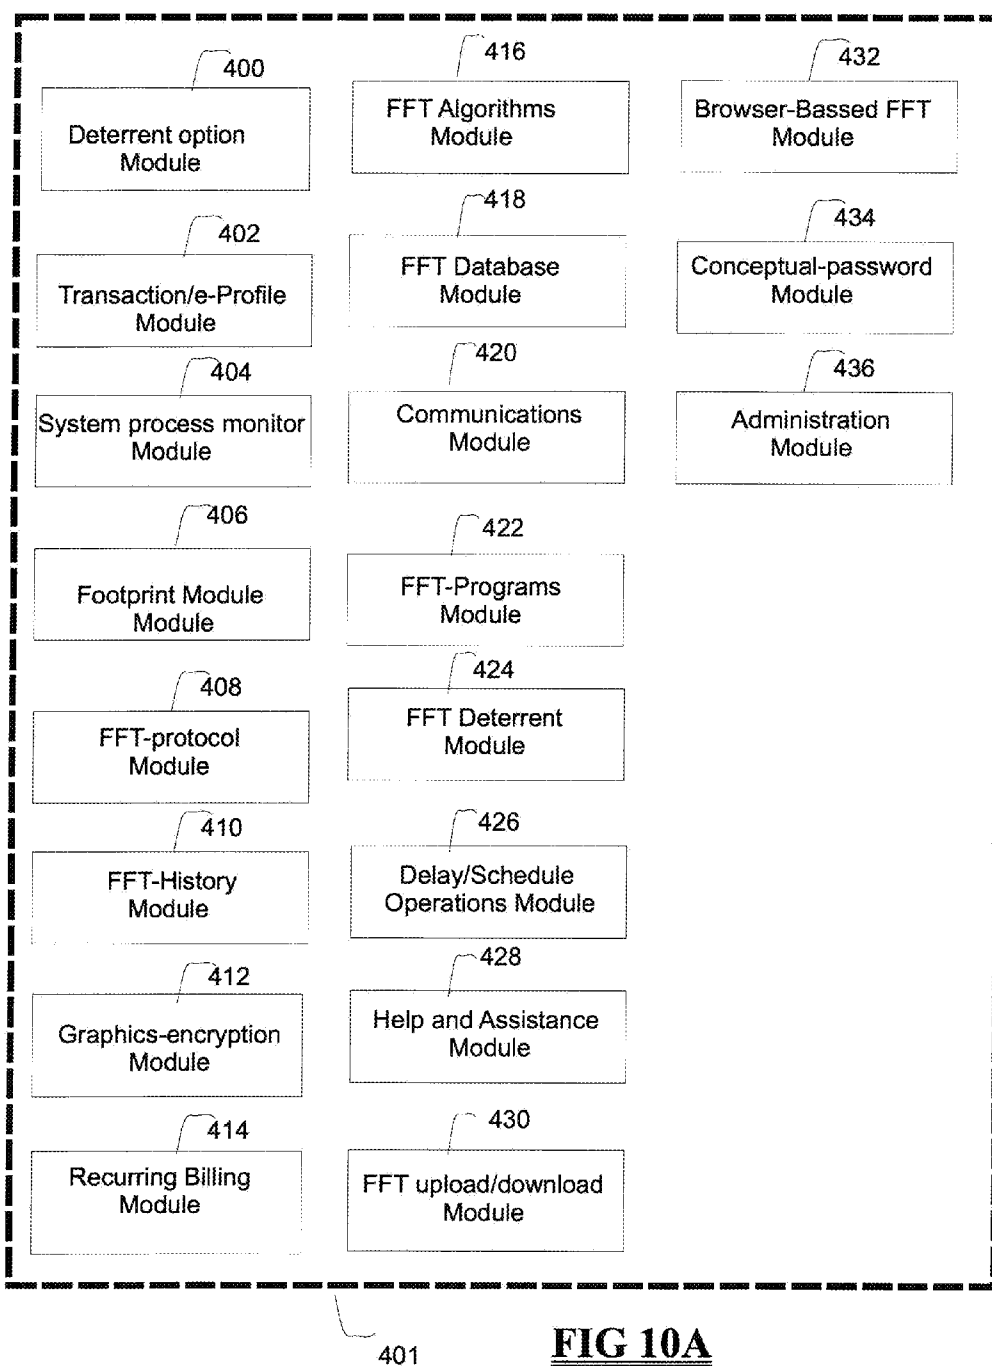 400
Deterrent option
Module
402
Transaction/e-Profile
Module
404
System process monitor
Module
406
Footprint Module
Module
408
FFT-protocol
Module
410
FFT-History
Module
412
Graphics-encryption
Module
414
Recurring Billing
Module
416
FFT Algorithms
Module
418
FFT Database
Module
420
Communications
Module
422
FFT-Programs
Module
424
FFT Deterrent
Module
426
Delay/Schedule
Operations Module
428
Help and Assistance
Module
430
FFT upload/download
Module
432
Browser-Bassed FFT
Module
434
Conceptual-password
Module
436
Administration
Module
401
FIG 10A